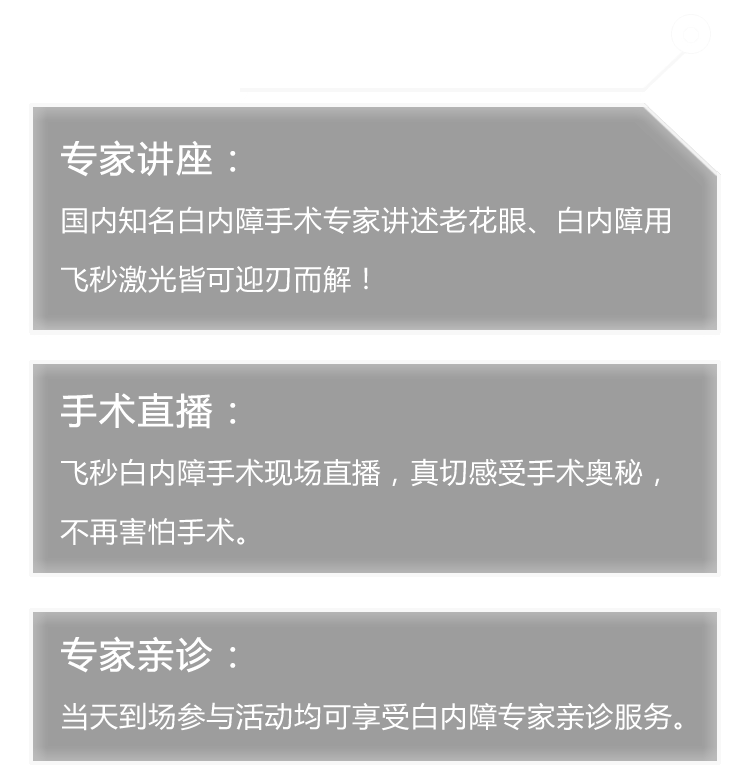 专家讲座：
国内知名白内障手术专家讲述老花眼、白内障用
飞秒激光皆可迎刃而解！
手术直播：
飞秒白内障手术现场直播，真切感受手术奥秘，
不再害怕手术。
专家亲诊：
当天到场参与活动均可享受白内障专家亲诊服务。